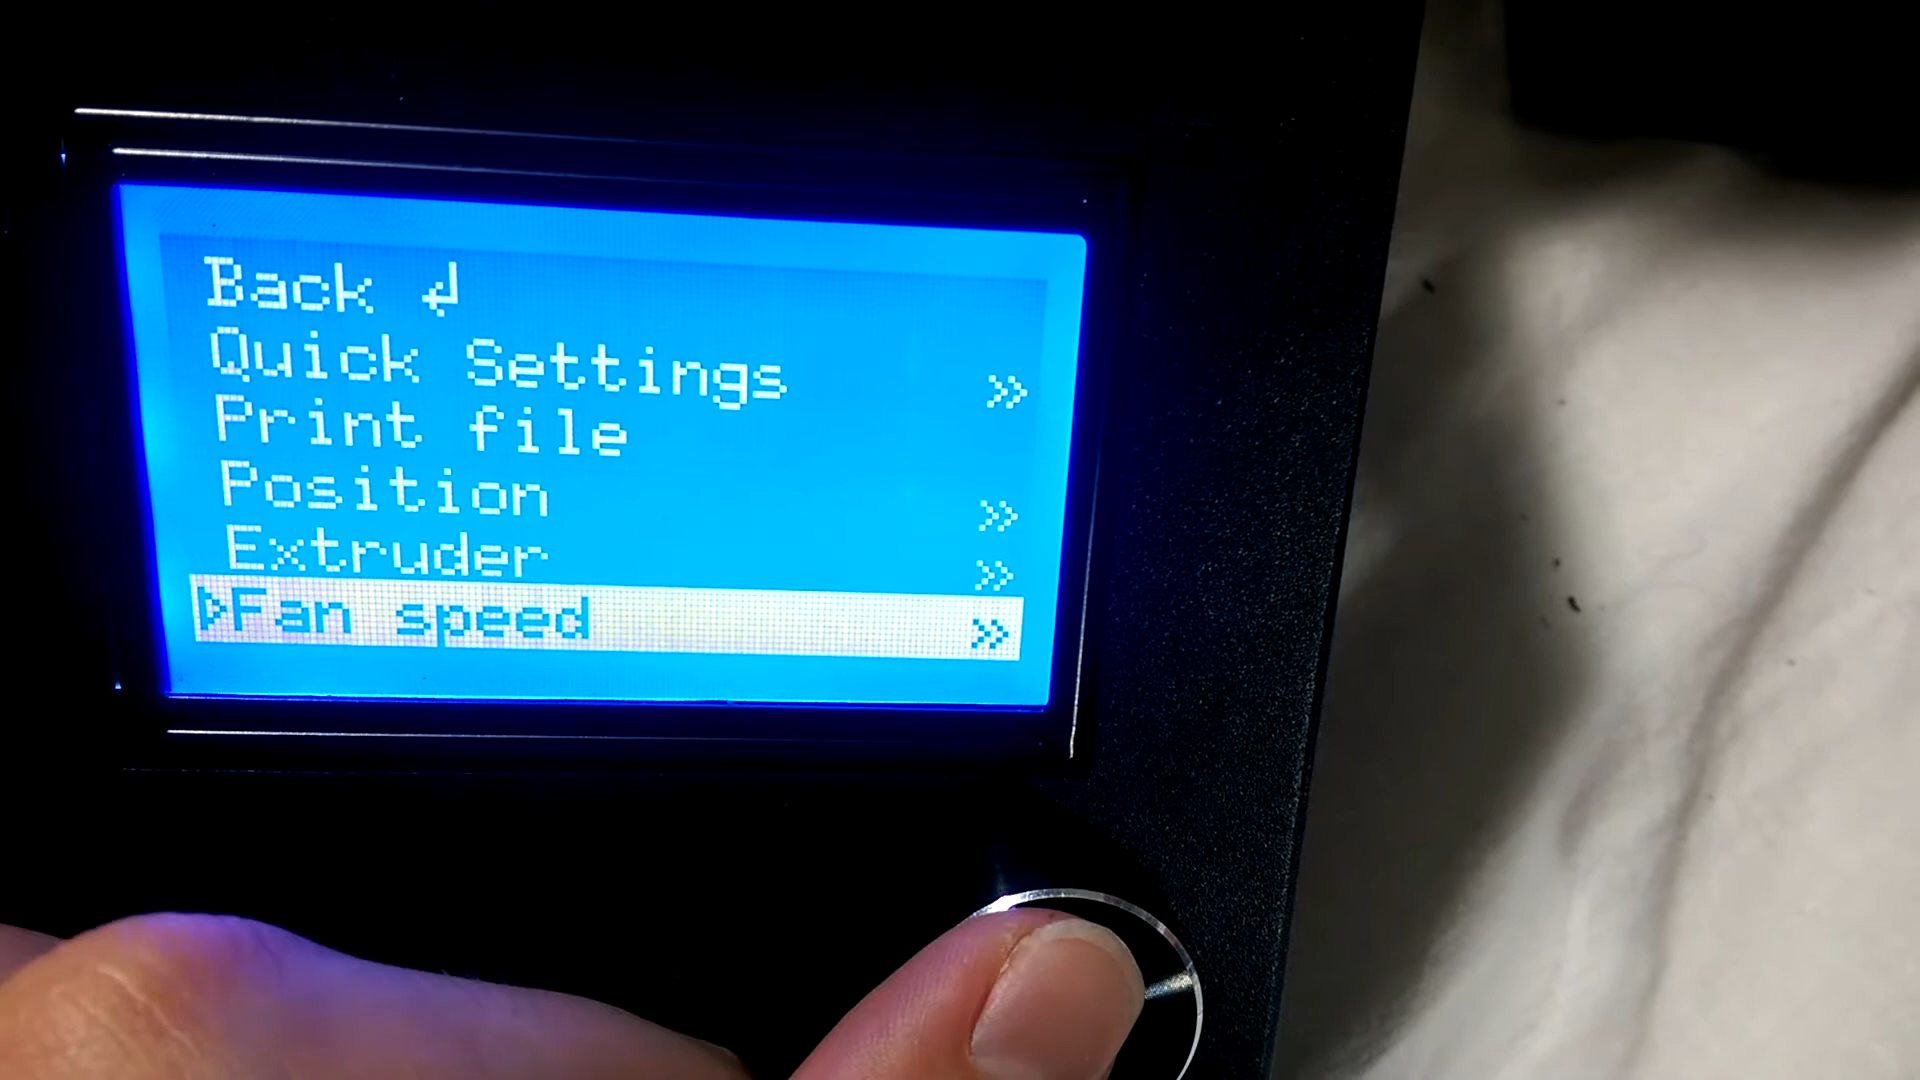 Back ↲
Quick Settings »
Print file
Position »
Extruder »
Fan speed »